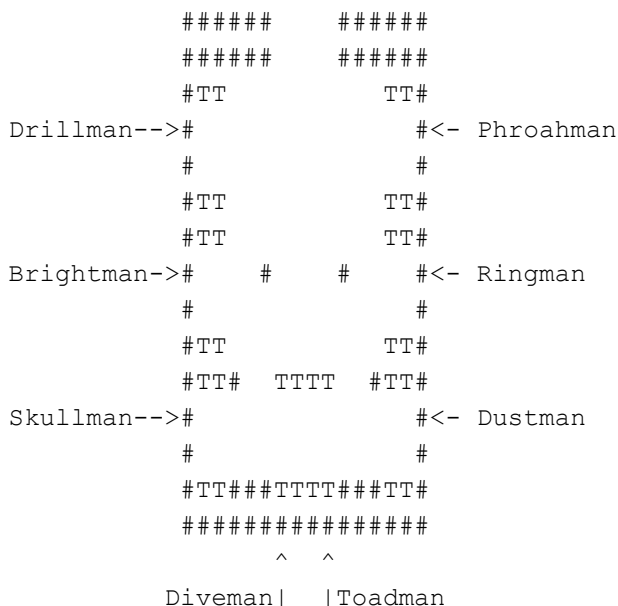 ###### ######
###### ######
#TT TT#
Drillman--># #<- Phroahman
# #
#TT TT#
#TT TT#
Brightman-># # # #<- Ringman
# #
#TT TT#
#TT# TTTT #TT#
Skullman--># #<- Dustman
# #
#TT###TTTT###TT#
################
^ ^
Diveman| |Toadman